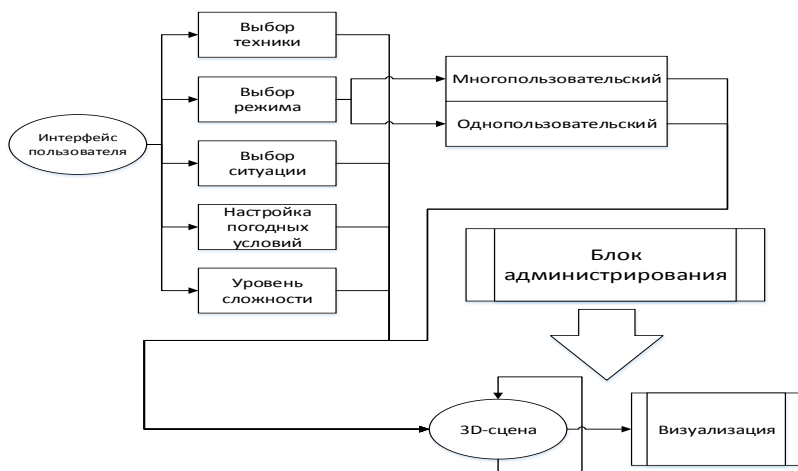 Выбор
техники
Выбор
режима
Многопользовательский
Однопользовательский
Интерфейс
пользователя
Выбор
ситуации
Настройка
погодных
условий
Уровень
сложности
Блок
администрирования
3D-сцена
Визуализация